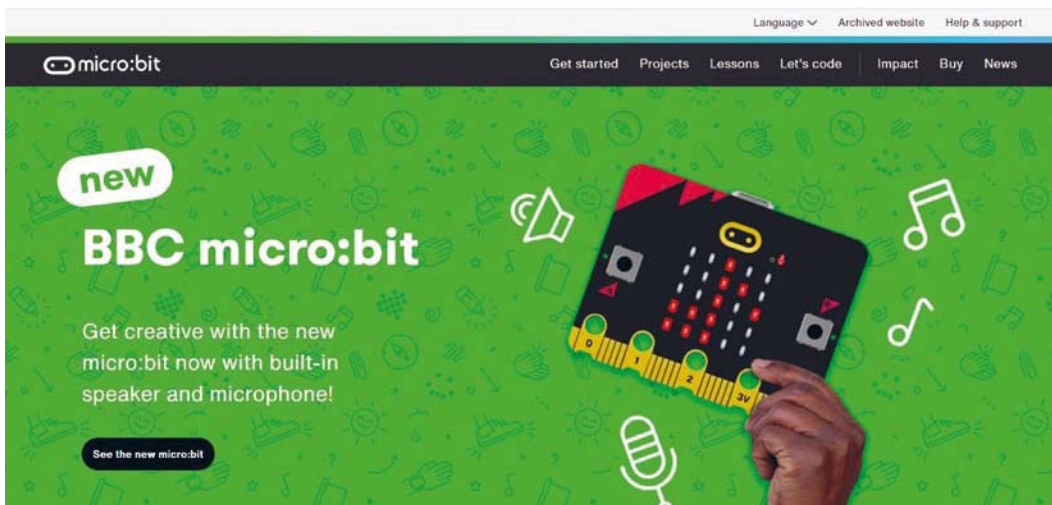 Language Archived website Help & support
micro:bit
Get started Projects Lessons Let's code Impact Buy News
new
BBC micro:bit
Get creative with the new
micro:bit now with built-in
speaker and microphone!
See the new micro:bit
0
1
2
3V